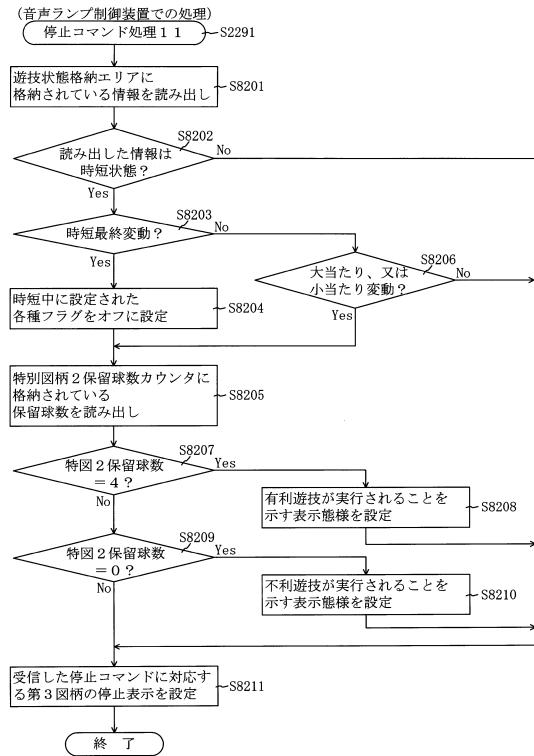 (音声ランプ制御装置での処理)
停止コマンド処理11
S2291
遊技状態格納エリアに
格納されている情報を読み出し
S8201
S8202
読み出した情報は
時短状態?
No
Yes
S8203
時短最終変動?
No
Yes
S8206
大当たり、又は
小当たり変動?
No
Yes
時短中に設定された
各種フラグをオフに設定
S8204
特別図柄2保留球数カウンタに
格納されている
保留球数を読み出し
S8205
S8207
特図2保留球数
=4?
Yes
No
有利遊技が実行されることを
示す表示態様を設定
S8208
S8209
特図2保留球数
=0?
Yes
No
不利遊技が実行されることを
示す表示態様を設定
S8210
受信した停止コマンドに対応す
る第3図柄の停止表示を設定
S8211
終 了